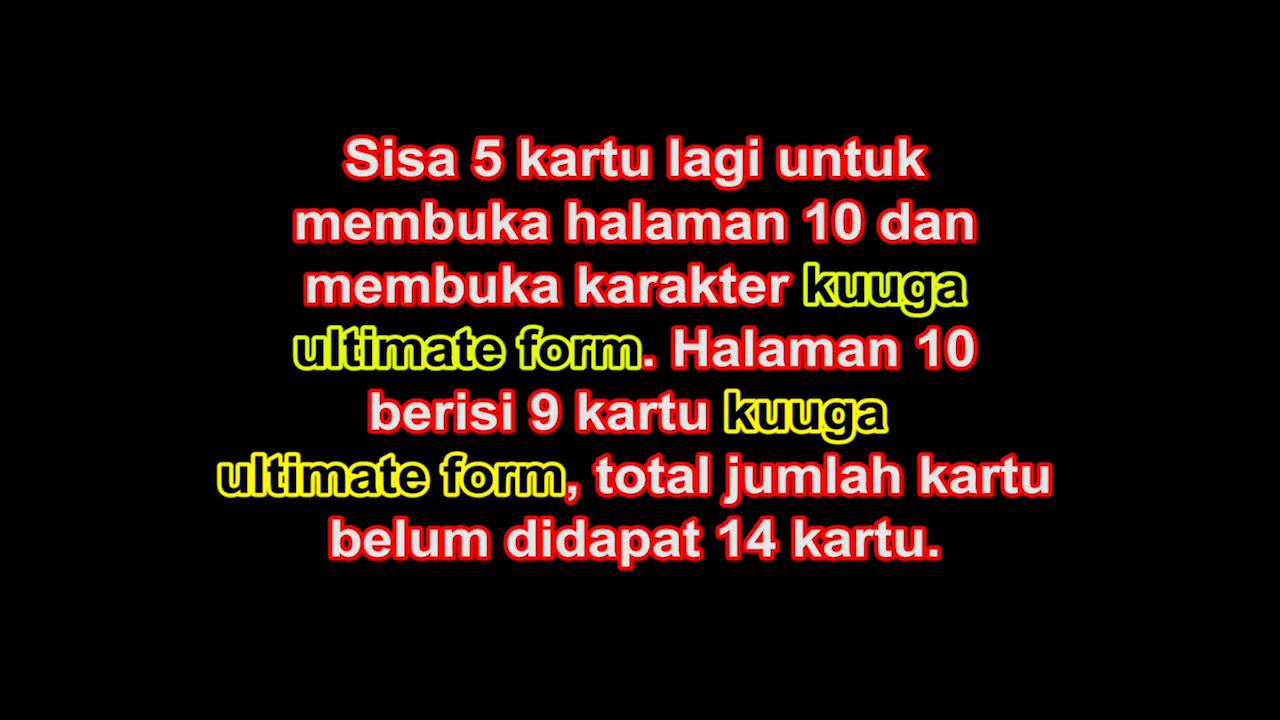 Sisa 5 kartu lagi untuk
membuka halaman 10 dan
membuka karakter kuuga
ultimate form. Halaman 10
berisi 9 kartu kuuga
ultimate form, total jumlah kartu
belum didapat 14 kartu.